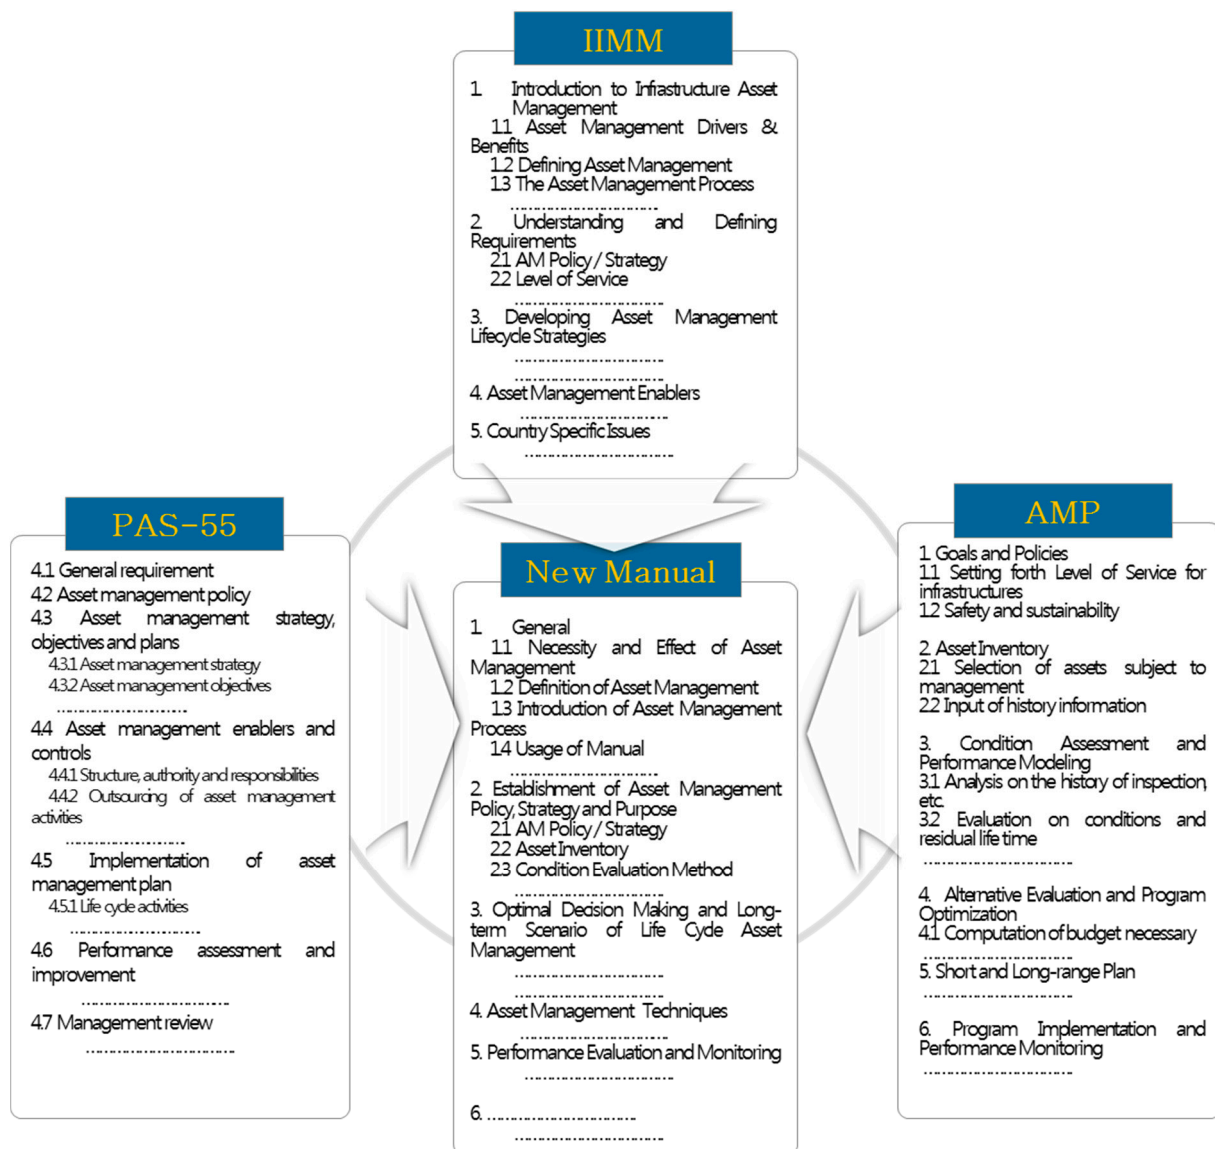 IIMM
1. Introduction to Infrastructure Asset
Management
1.1 Asset Management Drivers &
Benefits
1.2 Defining Asset Management
1.3 The Asset Management Process
................................
2. Understanding and Defining
Requirements
2.1 AM Policy / Strategy
2.2 Level of Service
................................
3. Developing Asset Management
Lifecycle Strategies
................................
................................
4. Asset Management Enablers
................................
5. Country Specific Issues
................................
PAS-55
4.1 General requirement
4.2 Asset management policy
4.3 Asset management strategy,
objectives and plans
4.3.1 Asset management strategy
4.3.2 Asset management objectives
................................
4.4 Asset management enablers and
controls
4.4.1 Structure, authority and responsibilities
4.4.2 Outsourcing of asset management
activities
................................
4.5 Implementation of asset
management plan
4.5.1 Life cycle activities
................................
4.6 Performance assessment and
improvement
................................
4.7 Management review
................................
New Manual
1. General
1.1 Necessity and Effect of Asset
Management
1.2 Definition of Asset Management
1.3 Introduction of Asset Management
Process
1.4 Usage of Manual
................................
2. Establishment of Asset Management
Policy, Strategy and Purpose
2.1 AM Policy / Strategy
2.2 Asset Inventory
2.3 Condition Evaluation Method
................................
3. Optimal Decision Making and Long-
term Scenario of Life Cycle Asset
Management
................................
................................
4. Asset Management Techniques
................................
5. Performance Evaluation and Monitoring
................................
6. ................................
................................
AMP
1. Goals and Policies
1.1 Setting forth Level of Service for
infrastructures
1.2 Safety and sustainability
2. Asset Inventory
2.1 Selection of assets subject to
management
2.2 Input of history information
3. Condition Assessment and
Performance Modeling
3.1 Analysis on the history of inspection,
etc.
3.2 Evaluation on conditions and
residual life time
................................
4. Alternative Evaluation and Program
Optimization
4.1 Computation of budget necessary
................................
5. Short and Long-range Plan
................................
6. Program Implementation and
Performance Monitoring
................................